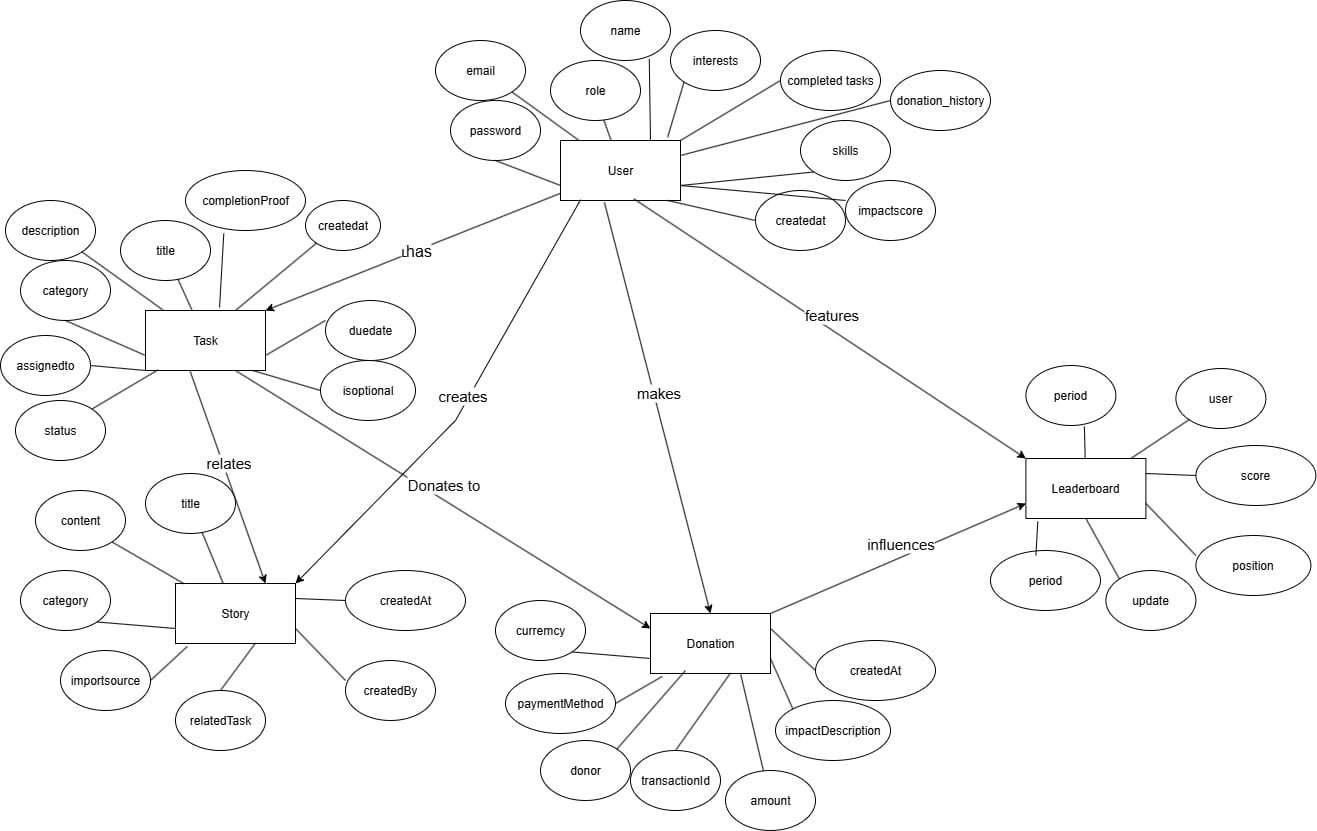 name
email
interests
role
completed tasks
donation_history
password
skills
User
completionProof
impactscore
createdat
description
title
createdat
has
category
features
duedate
Task
assignedto
isoptional
creates
makes
period
user
status
relates
Donates to
score
Leaderboard
title
content
influences
position
period
update
category
createdAt
Story
curremcy
Donation
importsource
createdBy
createdAt
relatedTask
paymentMethod
impactDescription
donor
transactionId
amount